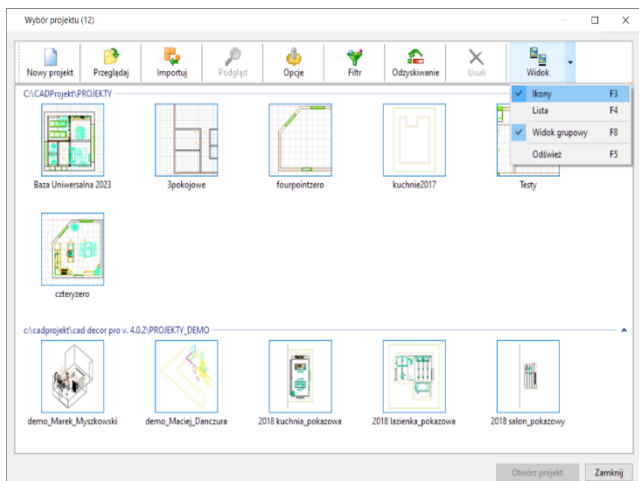 Wybór projektu (12)
Nowy projekt Przeglądaj Importuj Podgląd Opcje Filtr Odzyskiwanie Usuń Widok
C:\CADProjekt\PROJEKTY
Ikony F3
Lista F4
Widok grupowy F8
Odśwież F5
Baza Uniwersalna 2023 3pokojowe fourpointzero kuchnie2017 Testy
czteryzero
c:\cadprojekt\cad decor pro v. 4.0.2\PROJEKTY_DEMO
demo_Marek_Myszkowski demo_Maciej_Danczura 2018 kuchnia_pokazowa 2018 lazienka_pokazowa 2018 salon_pokazowy
Otwórz projekt Zamknij